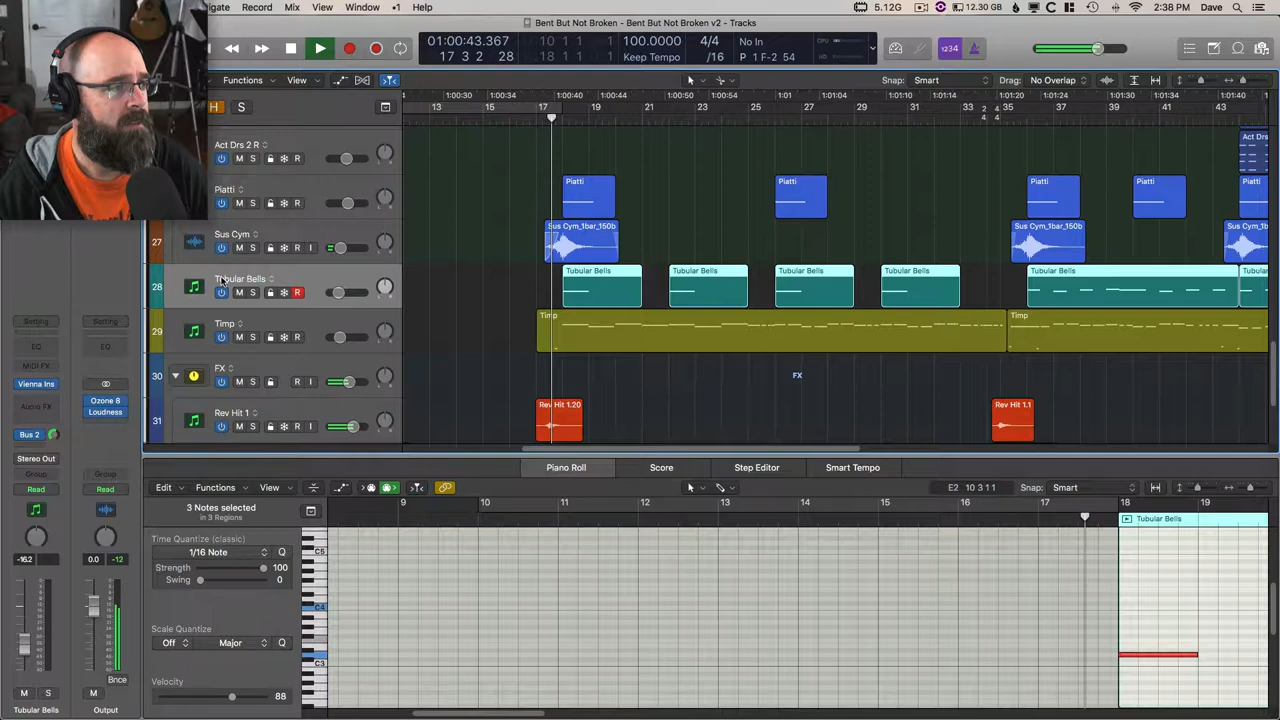 vigate Record Mix View Window +1 Help
5.12G 12.30 GB 2:38 PM Dave
Bent But Not Broken - Bent But Not Broken v2 - Tracks
01:00:43.367
17 3 2 28
100.0000
Keep Tempo
4/4
/16
No In
P 1 F-2 54
CPU
1234
Functions View Snap: Smart Drag: No Overlap
H S
1:00:30 1:00:34 1:00:44 1:00:50 1:00:54 1:01 1:01:04 1:01:10 1:01:14 1:01:20 1:01:24 1:01:30 1:01:34 1:01:40
13 15 17 19 21 23 25 27 29 31 33 2/4 4/4 35 37 39 41 43
Act Drs 2 R
M S R
Act Drs
Piatti
M S R
Piatti Piatti Piatti Piatti Piatti
27 Sus Cym
M S R I
Sus Cym_1bar_150b Sus Cym_1bar_150b Sus Cym_1b
28 Tubular Bells
M S R
Tubular Bells Tubular Bells Tubular Bells Tubular Bells Tubular Bells Tubular
29 Timp
M S R
Timp Timp
30 FX
M S R I
FX
31 Rev Hit 1
M S R I
Rev Hit 1.20 Rev Hit 1.1
Setting Setting
EQ EQ
MIDI FX
Vienna Ins
Audio FX
Ozone 8
Loudness
Bus 2
Stereo Out
Group Group
Read Read
-16.2 0.0 -12
Bnce
M S M
Tubular Bells Output
Piano Roll Score Step Editor Smart Tempo
Edit Functions View E2 10 3 1 1 Snap: Smart
3 Notes selected
in 3 Regions
9 10 11 12 13 14 15 16 17 18 19
Tubular Bells
Time Quantize (classic)
1/16 Note Q
Strength 100
Swing 0
Scale Quantize
Off Major Q
Velocity
88
C5
C4
C3